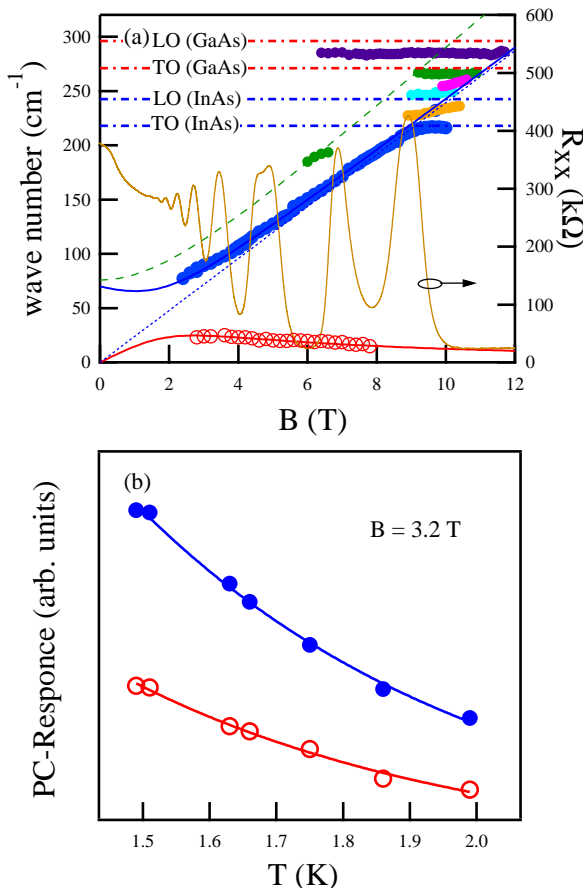 300
250
200
150
100
50
0
wave number (cm⁻¹)
(a)
LO (GaAs)
TO (GaAs)
LO (InAs)
TO (InAs)
600
500
400
300
200
100
0
Rxx (kΩ)
0 2 4 6 8 10 12
B (T)
(b)
B = 3.2 T
PC-Responce (arb. units)
1.5 1.6 1.7 1.8 1.9 2.0
T (K)